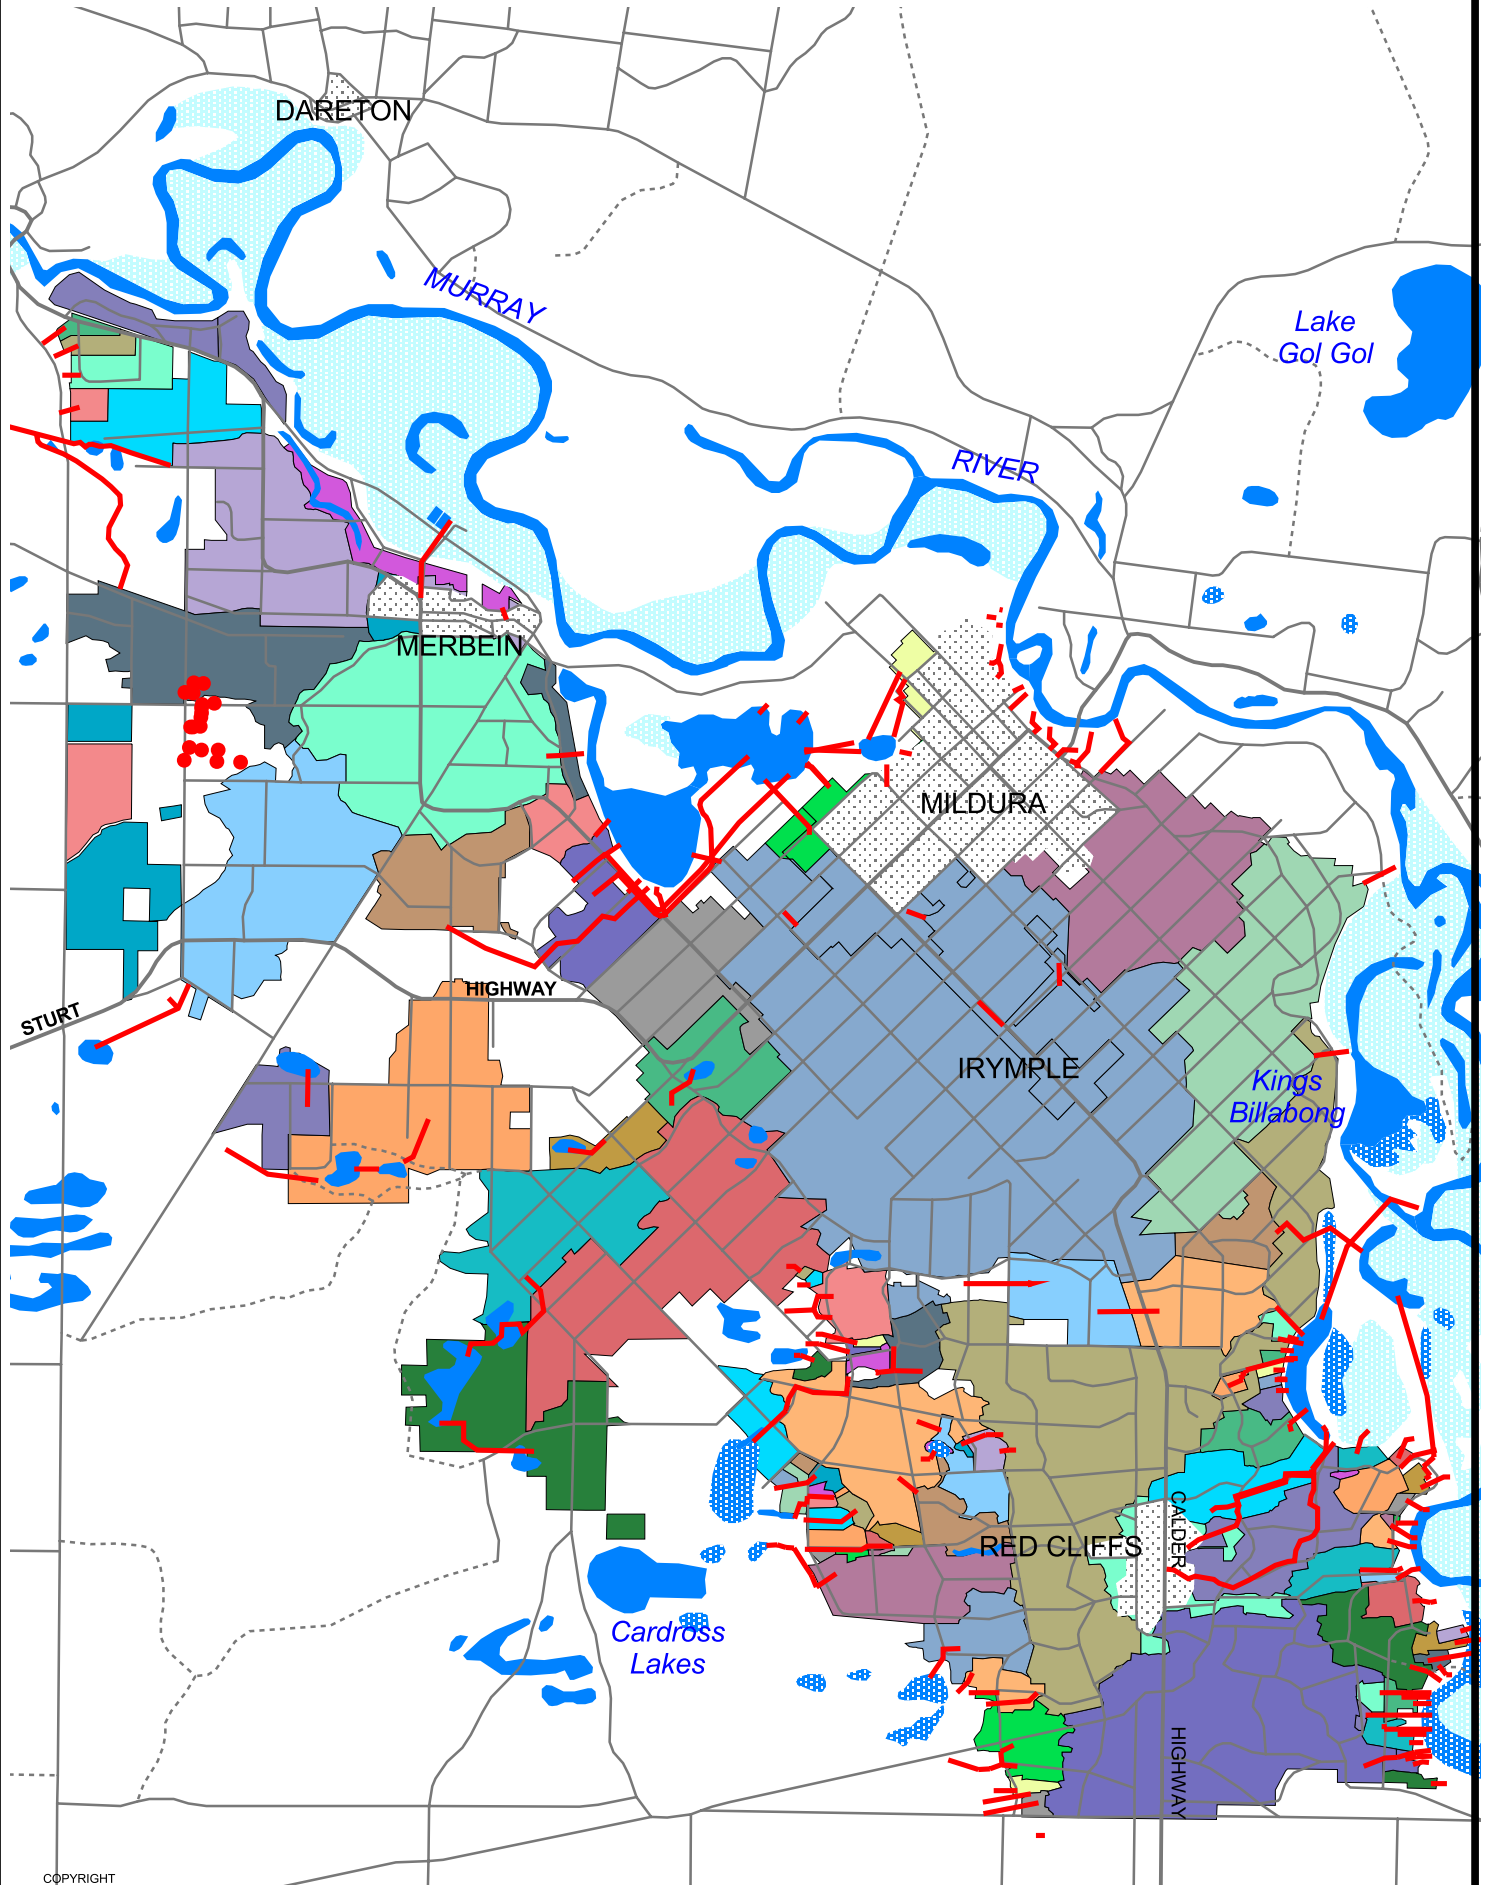 DARETON
MURRAY
Lake
Gol Gol
RIVER
MERBEIN
MILDURA
HIGHWAY
STURT
IRYMPLE
Kings
Billabong
CALDER
RED CLIFFS
Cardross
Lakes
HIGHWAY
COPYRIGHT